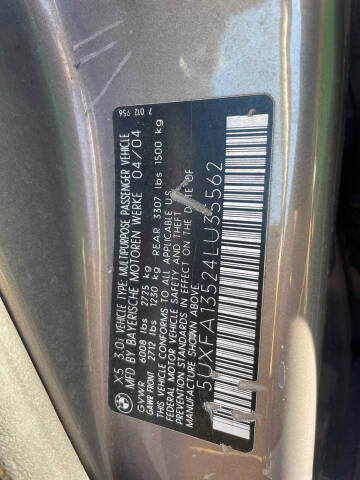 7 012 956
X5 3.0i VEHICLE TYPE: MULTIPURPOSE PASSENGER VEHICLE
MFD BY BAYERISCHE MOTOREN WERKE 04/04
GVWR 6008 lbs 2725 kg
GAWR FRONT 2712 lbs 1230 kg REAR 3307 lbs 1500 kg
THIS VEHICLE CONFORMS TO ALL APPLICABLE US
FEDERAL MOTOR VEHICLE SAFETY AND THEFT
PREVENTION STANDARDS IN EFFECT ON THE DATE OF
MANUFACTURE SHOWN ABOVE
5UXFA13524LU35562